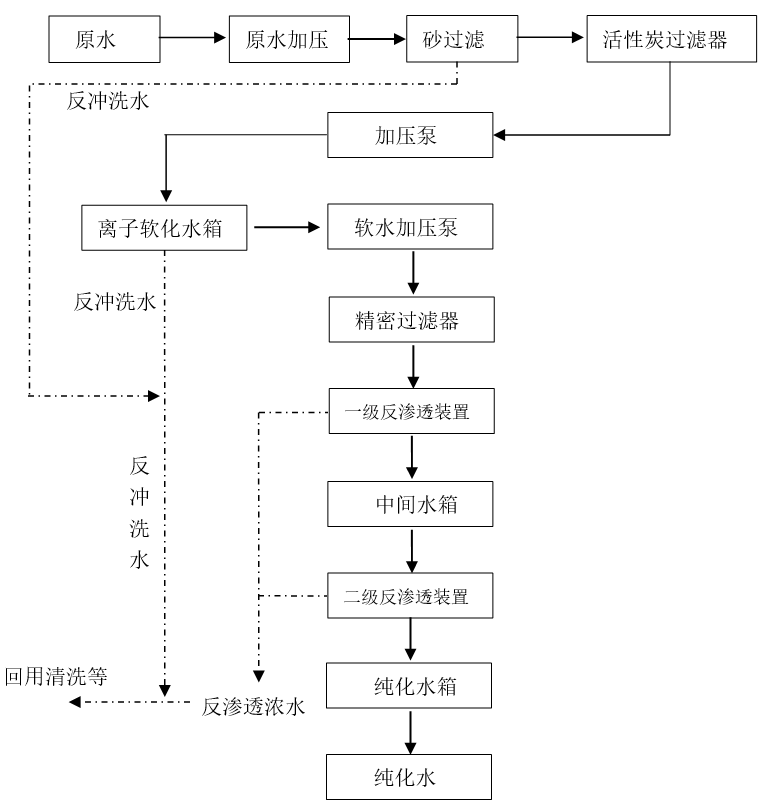 原水
原水加压
砂过滤
活性炭过滤器
反冲洗水
加压泵
离子软化水箱
软水加压泵
反冲洗水
精密过滤器
一级反渗透装置
反
冲
洗
水
中间水箱
二级反渗透装置
回用清洗等
纯化水箱
反渗透浓水
纯化水